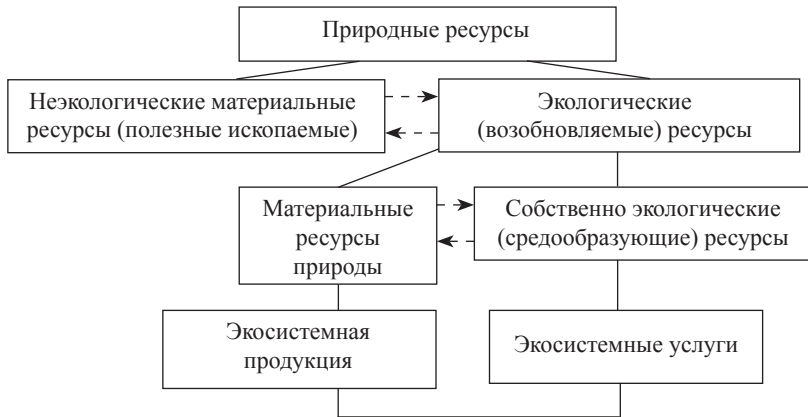 Природные ресурсы
Неэкологические материальные
ресурсы (полезные ископаемые)
Экологические
(возобновляемые) ресурсы
Материальные
ресурсы
природы
Собственно экологические
(средообразующие) ресурсы
Экосистемная
продукция
Экосистемные услуги